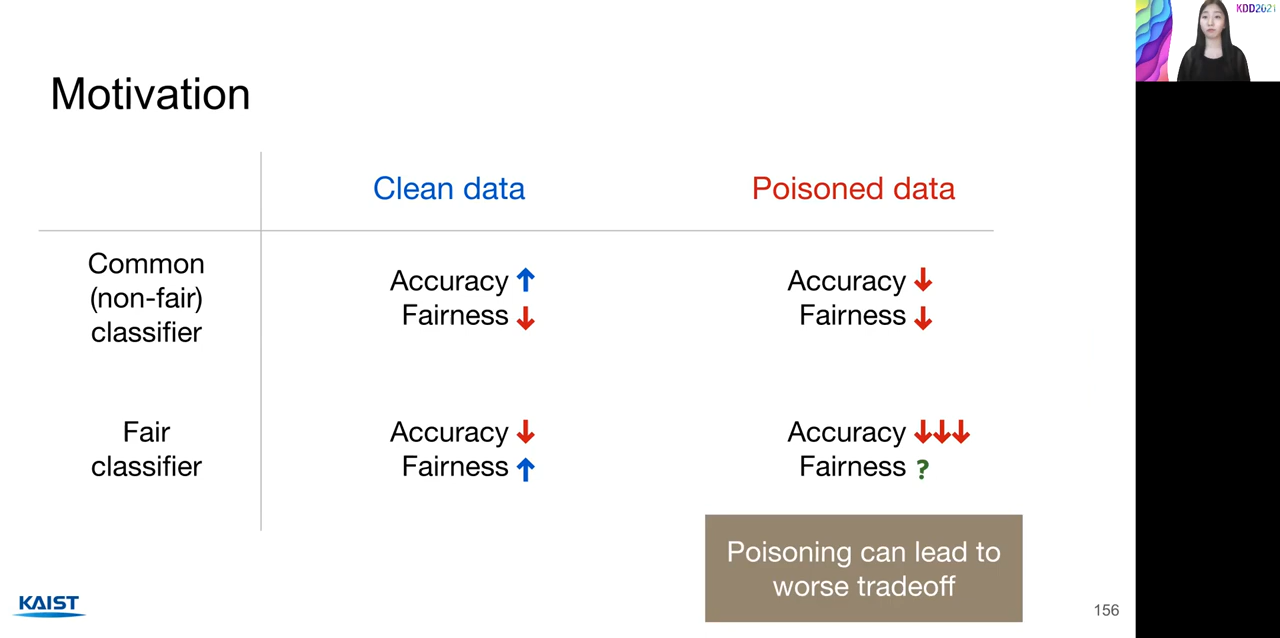 KDD2021
Motivation
Clean data
Poisoned data
Common
(non-fair)
classifier
Accuracy ↑
Fairness ↓
Accuracy ↓
Fairness ↓
Fair
classifier
Accuracy ↓
Fairness ↑
Accuracy ↓↓↓
Fairness ?
Poisoning can lead to
worse tradeoff
KAIST
156